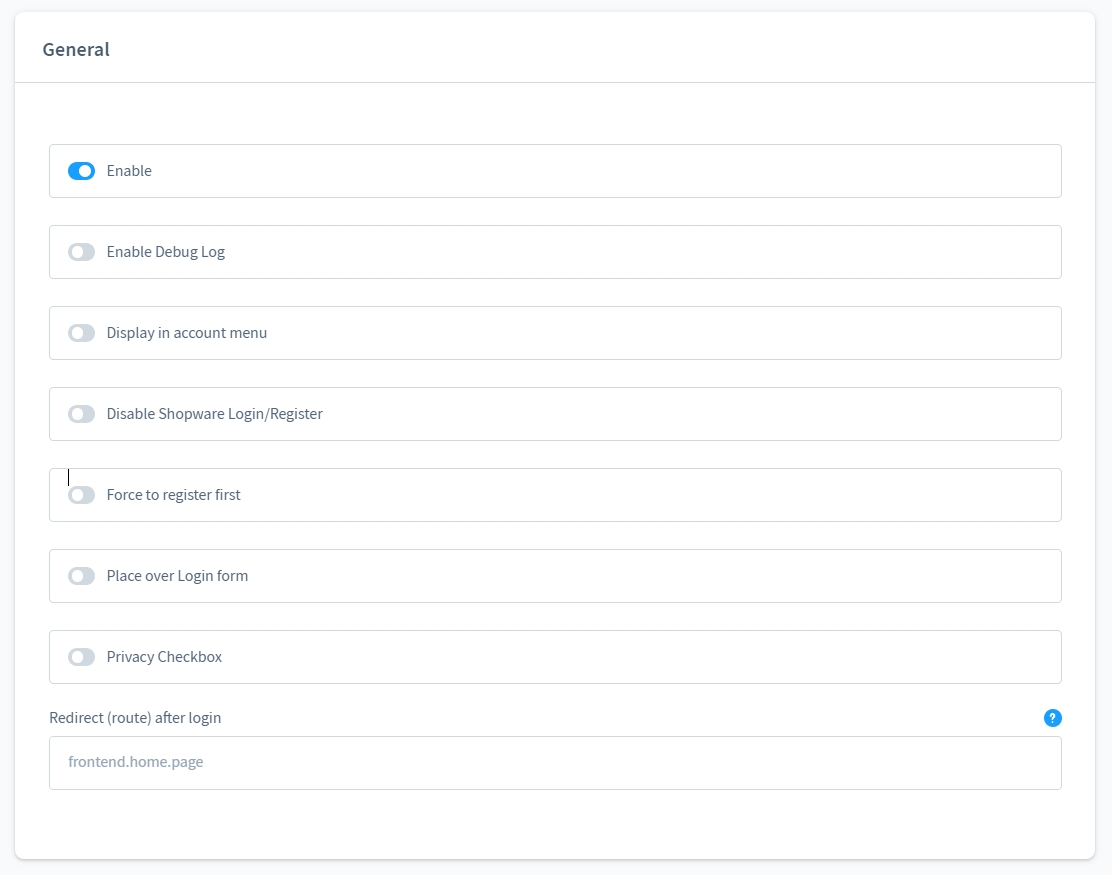 General
Enable
Enable Debug Log
Display in account menu
Disable Shopware Login/Register
Force to register first
Place over Login form
Privacy Checkbox
Redirect (route) after login
?
frontend.home.page